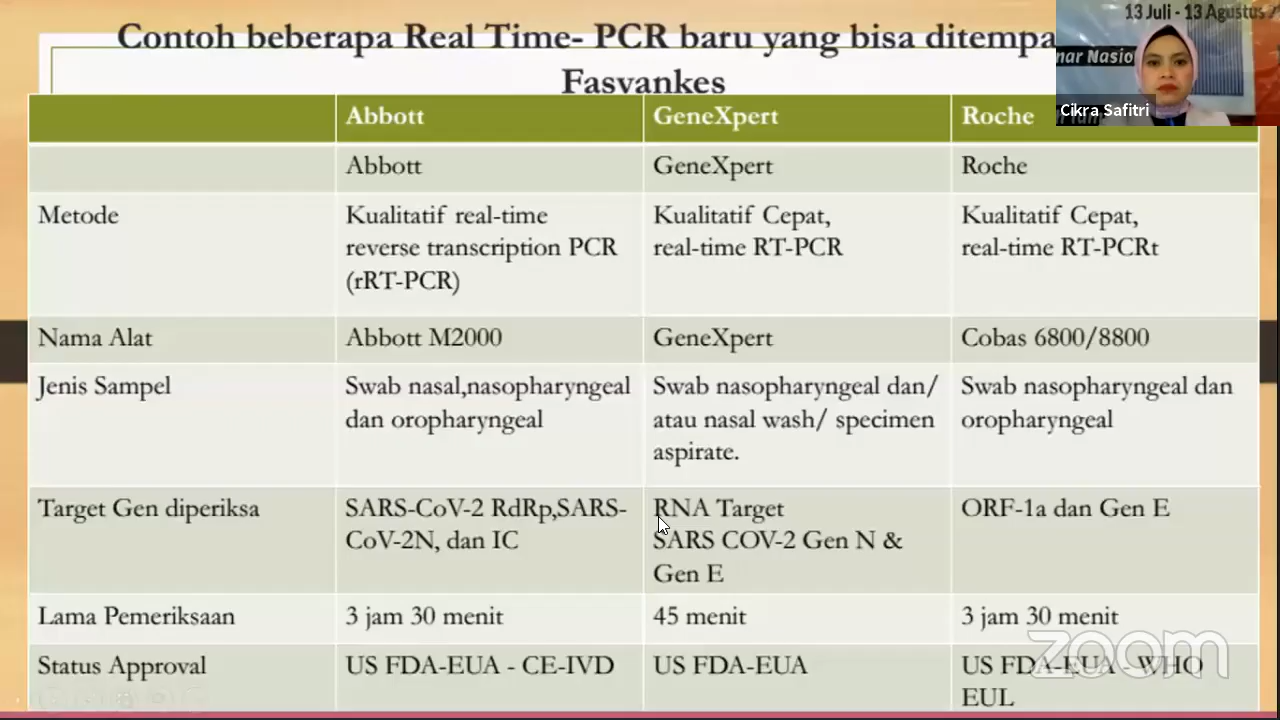 Contoh beberapa Real Time- PCR baru yang bisa ditempa
Fasyankes
13 Juli - 13 Agustus
nar Nasio
Cikra Safitri
Abbott GeneXpert Roche
Abbott GeneXpert Roche
Metode
Kualitatif real-time
reverse transcription PCR
(rRT-PCR)
Kualitatif Cepat,
real-time RT-PCR
Kualitatif Cepat,
real-time RT-PCRt
Nama Alat
Abbott M2000
GeneXpert
Cobas 6800/8800
Jenis Sampel
Swab nasal,nasopharyngeal
dan oropharyngeal
Swab nasopharyngeal dan/
atau nasal wash/ specimen
aspirate.
Swab nasopharyngeal dan
oropharyngeal
Target Gen diperiksa
SARS-CoV-2 RdRp,SARS-
CoV-2N, dan IC
RNA Target
SARS COV-2 Gen N &
Gen E
ORF-1a dan Gen E
Lama Pemeriksaan
3 jam 30 menit
45 menit
3 jam 30 menit
Status Approval
US FDA-EUA - CE-IVD
US FDA-EUA
US FDA-EUA - WHO
EUL
zoom